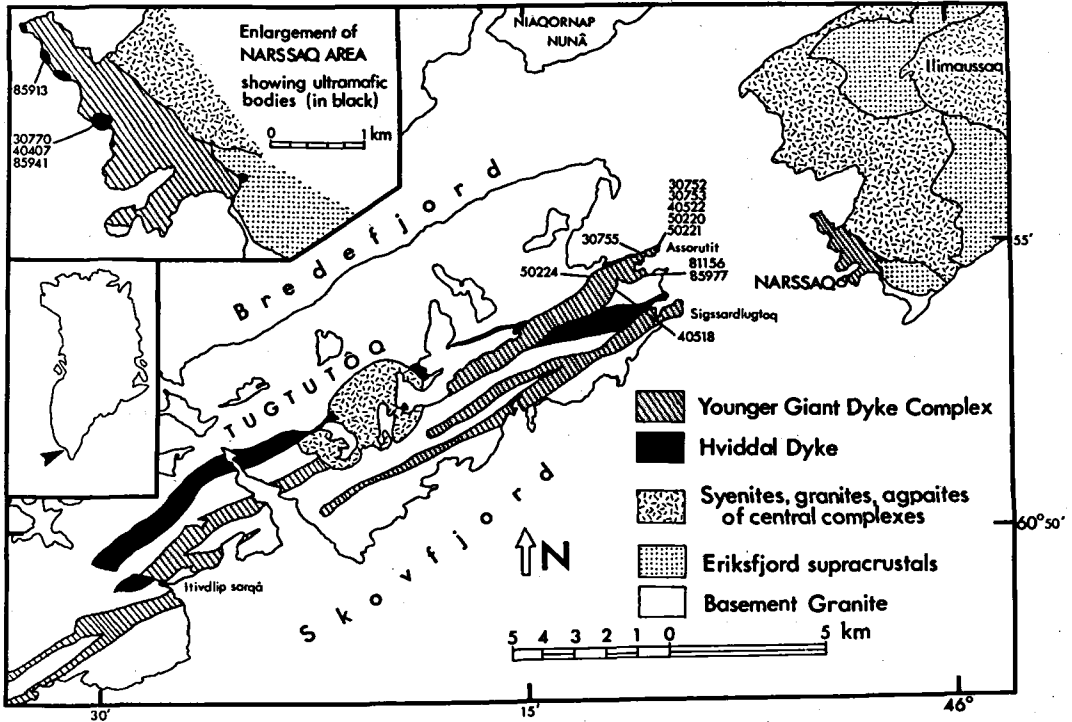 Enlargement of
NARSSAQ AREA
showing ultramafic
bodies (in black)
0 1 km
85913
30770
40407
85941
NIAQORNAP
NUNÂ
Ilimaussaq
Bredefjord
30752
30753
40522
50220
50221
30755
Assorutit
81156
85977
50224
55'
NARSSAQ
Sigssardlugtoq
40518
TUGTUTÔQ
Younger Giant Dyke Complex
Hviddal Dyke
Syenites, granites, agpaites
of central complexes
Eriksfjord supracrustals
Basement Granite
60° 50'
Skovfjord
N
Itivdlip sarqâ
5 4 3 2 1 0 5 km
30'
15'
46°